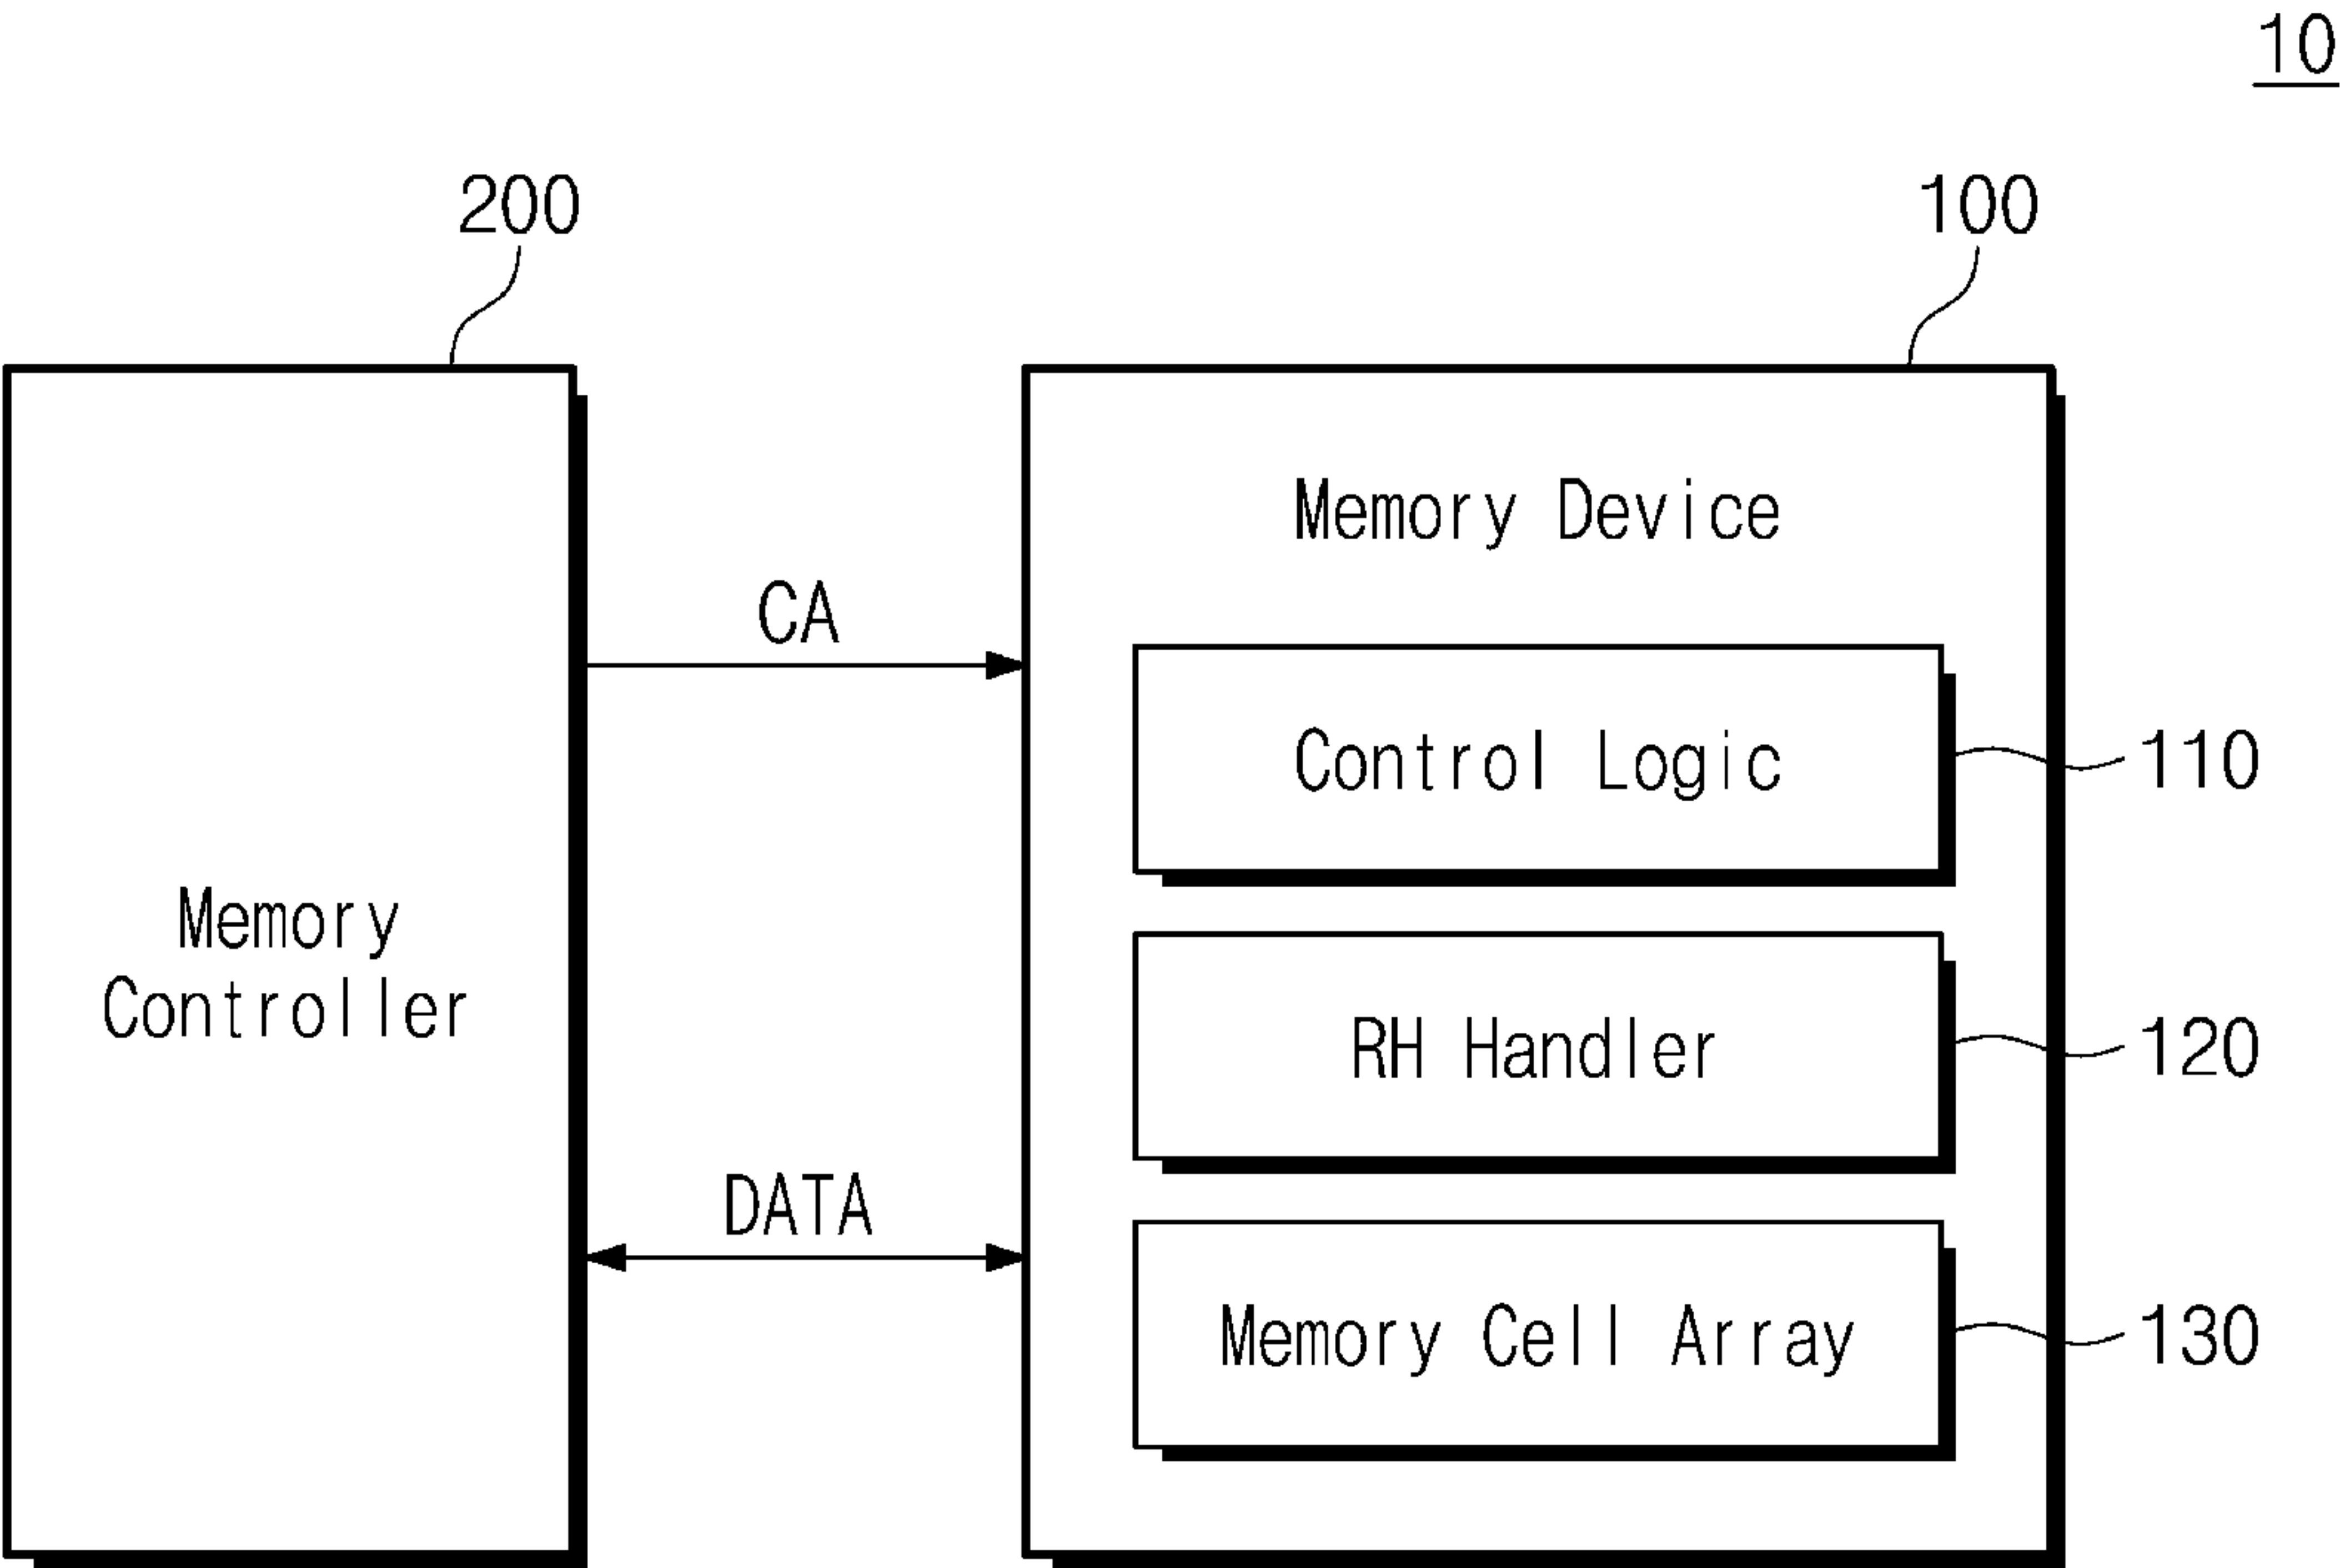 10
200
100
Memory Device
CA
Control Logic
110
Memory
Controller
RH Handler
120
DATA
Memory Cell Array
130